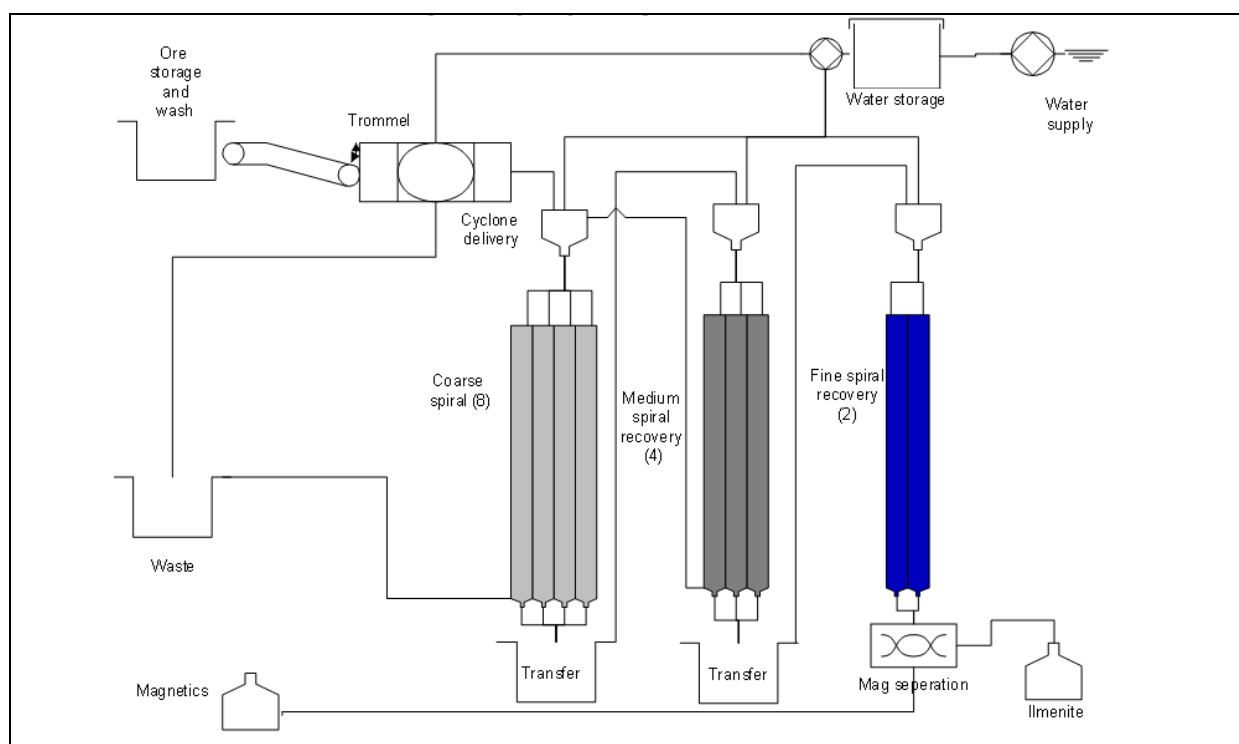 Ore
storage
and
wash
Trommel
Water storage
Water
supply
Cyclone
delivery
Coarse
spiral (8)
Medium
spiral
recovery
(4)
Fine spiral
recovery
(2)
Waste
Magnetics
Transfer
Transfer
Mag seperation
Ilmenite